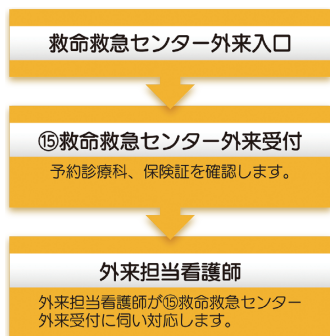 救命救急センター外来入口
⑮救命救急センター外来受付
予約診療科、保険証を確認します。
外来担当看護師
外来担当看護師が⑮救命救急センター
外来受付に伺い対応します。